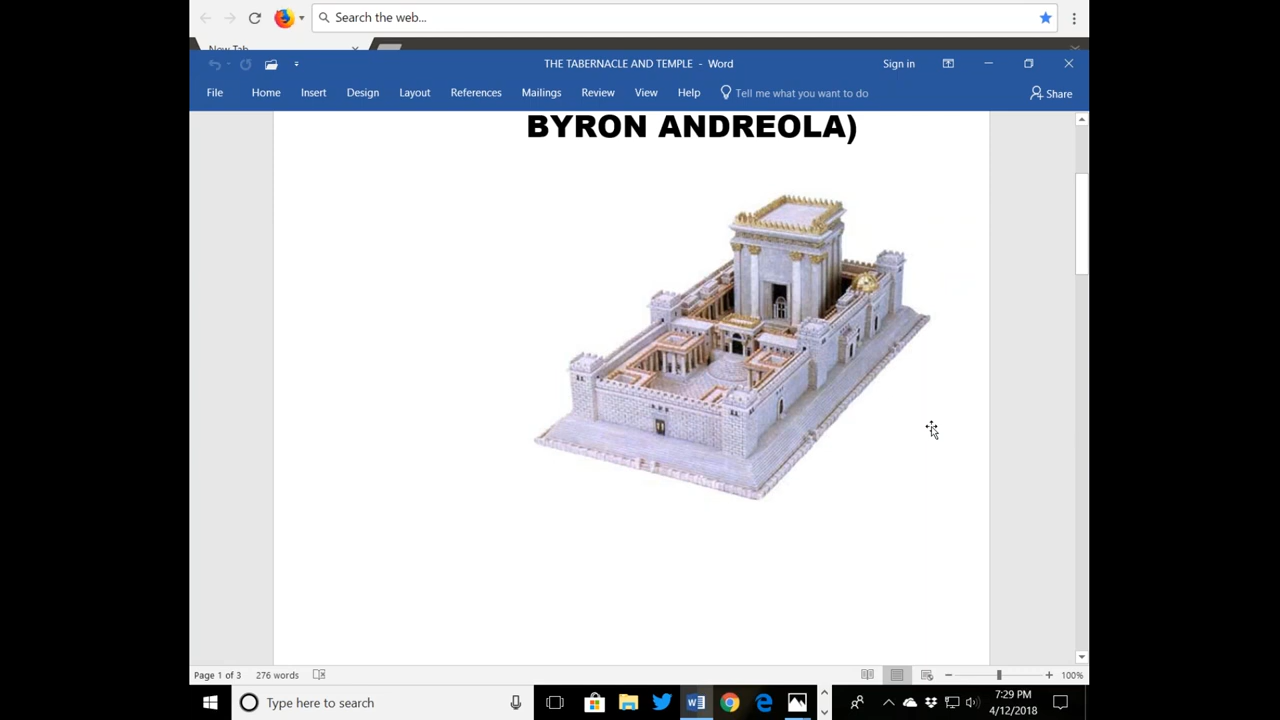 Search the web...
New Tab
THE TABERNACLE AND TEMPLE - Word
Sign in
File Home Insert Design Layout References Mailings Review View Help Tell me what you want to do Share
BYRON ANDREOLA)
Page 1 of 3 276 words 100%
Type here to search
7:29 PM
4/12/2018